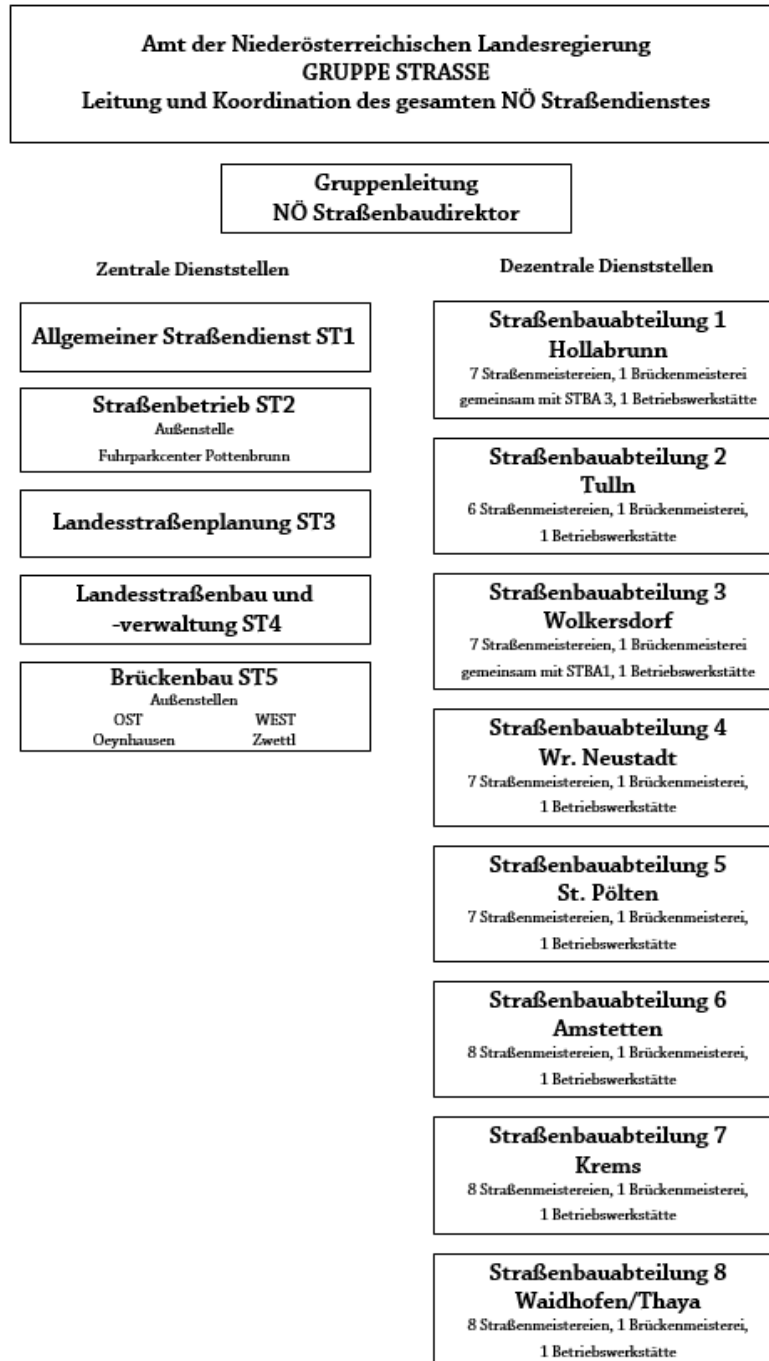 Amt der Niederösterreichischen Landesregierung
GRUPPE STRASSE
Leitung und Koordination des gesamten NÖ Straßendienstes
Gruppenleitung
NÖ Straßenbaudirektor
Zentrale Dienststellen
Allgemeiner Straßendienst ST1
Straßenbetrieb ST2
Außenstelle
Fuhrparkcenter Pottenbrunn
Landesstraßenplanung ST3
Landesstraßenbau und
-verwaltung ST4
Brückenbau ST5
Außenstellen
OST WEST
Oeynhausen Zwettl
Dezentrale Dienststellen
Straßenbauabteilung 1
Hollabrunn
7 Straßenmeistereien, 1 Brückenmeisterei
gemeinsam mit STBA 3, 1 Betriebswerkstätte
Straßenbauabteilung 2
Tulln
6 Straßenmeistereien, 1 Brückenmeisterei,
1 Betriebswerkstätte
Straßenbauabteilung 3
Wolkersdorf
7 Straßenmeistereien, 1 Brückenmeisterei
gemeinsam mit STBA1, 1 Betriebswerkstätte
Straßenbauabteilung 4
Wr. Neustadt
7 Straßenmeistereien, 1 Brückenmeisterei,
1 Betriebswerkstätte
Straßenbauabteilung 5
St. Pölten
7 Straßenmeistereien, 1 Brückenmeisterei,
1 Betriebswerkstätte
Straßenbauabteilung 6
Amstetten
8 Straßenmeistereien, 1 Brückenmeisterei,
1 Betriebswerkstätte
Straßenbauabteilung 7
Krems
8 Straßenmeistereien, 1 Brückenmeisterei,
1 Betriebswerkstätte
Straßenbauabteilung 8
Waidhofen/Thaya
8 Straßenmeistereien, 1 Brückenmeisterei,
1 Betriebswerkstätte